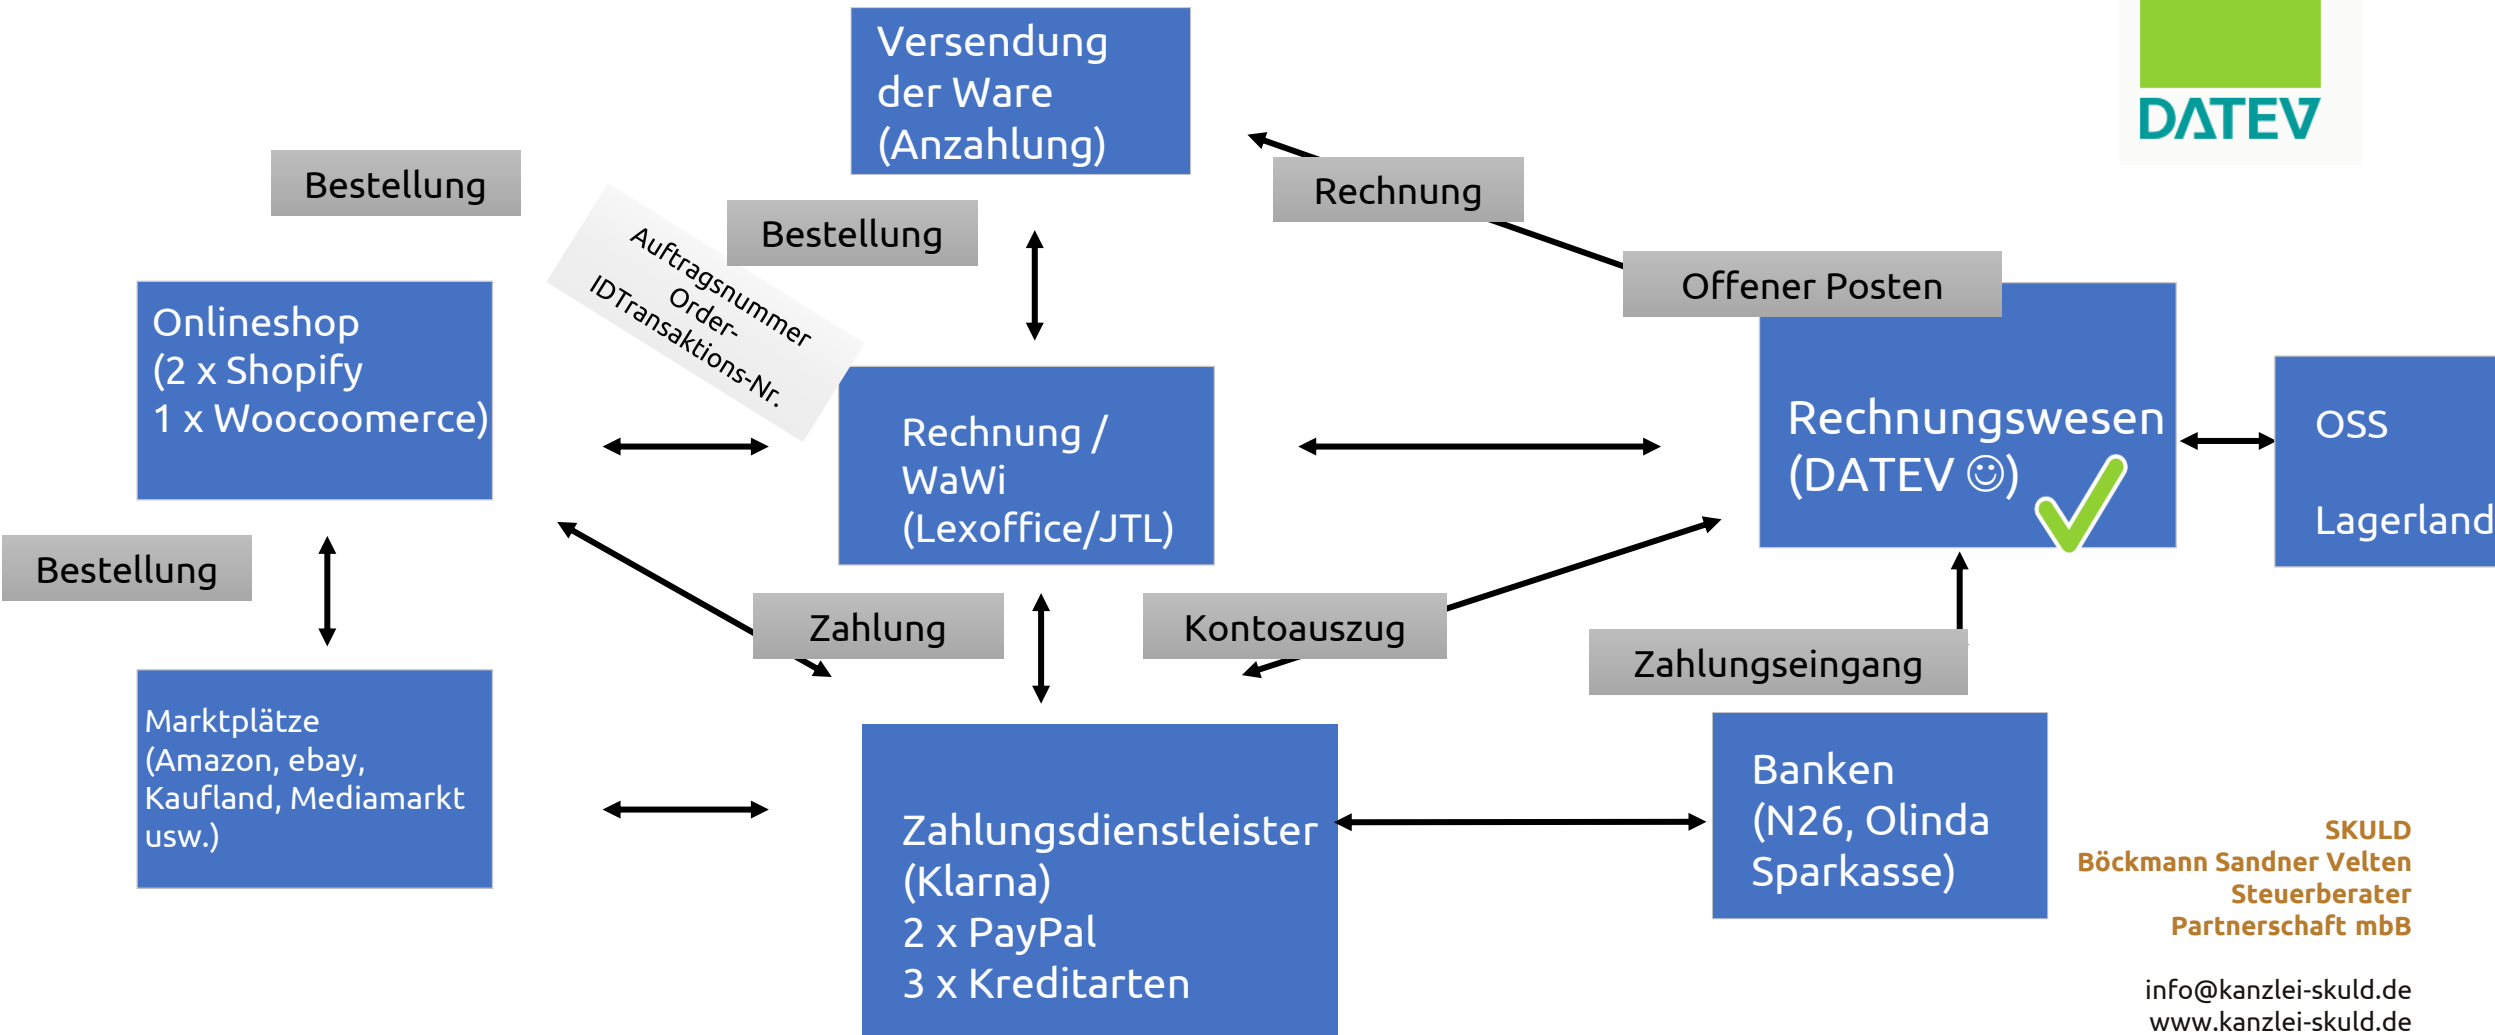 Versendung
der Ware
(Anzahlung)
DATEV
Bestellung
Rechnung
Bestellung
Auftragsnummer
Order-
IDTransaktions-Nr.
Offener Posten
Onlineshop
(2 x Shopify
1 x Woocoomerce)
Rechnung /
WaWi
(Lexoffice/JTL)
Rechnungswesen
(DATEV ☺)
OSS
Lagerland
Bestellung
Zahlung
Kontoauszug
Zahlungseingang
Marktplätze
(Amazon, ebay,
Kaufland, Mediamarkt
usw.)
Zahlungsdienstleister
(Klarna)
2 x PayPal
3 x Kreditarten
Banken
(N26, Olinda
Sparkasse)
SKULD
Böckmann Sandner Velten
Steuerberater
Partnerschaft mbB
info@kanzlei-skuld.de
www.kanzlei-skuld.de